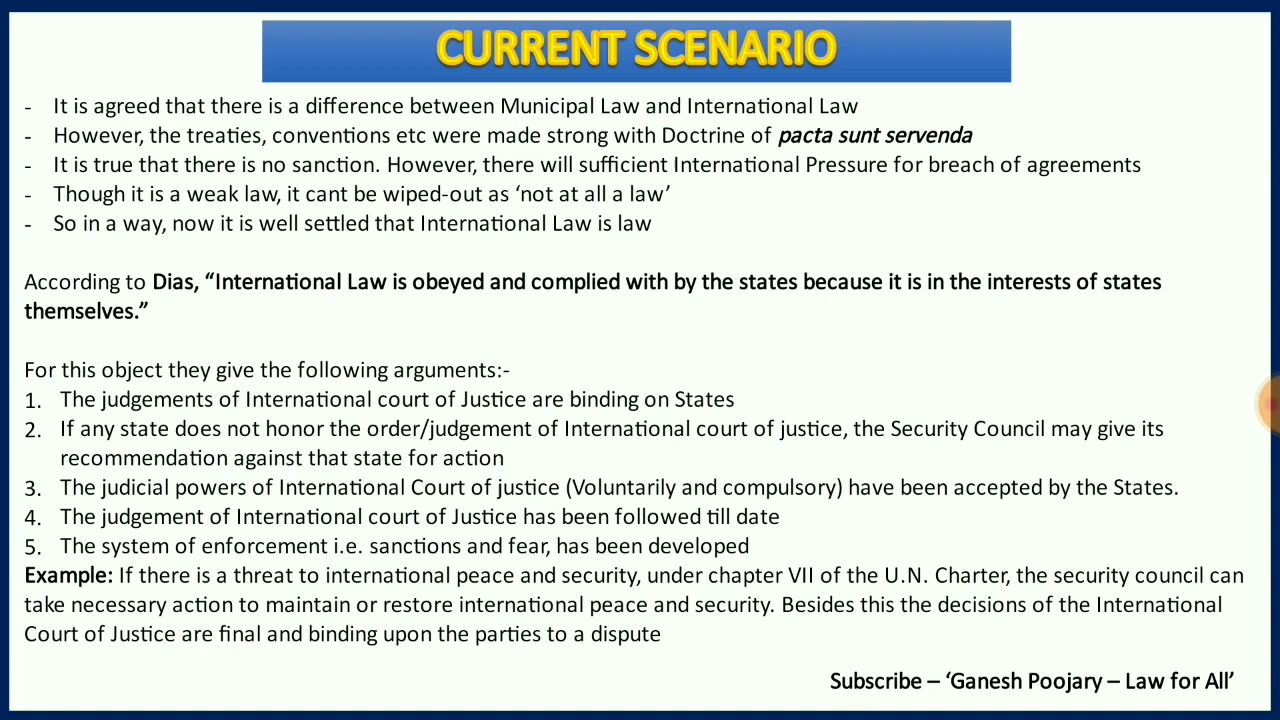 CURRENT SCENARIO
- It is agreed that there is a difference between Municipal Law and International Law
- However, the treaties, conventions etc were made strong with Doctrine of pacta sunt servenda
- It is true that there is no sanction. However, there will sufficient International Pressure for breach of agreements
- Though it is a weak law, it cant be wiped-out as ‘not at all a law’
- So in a way, now it is well settled that International Law is law
According to Dias, “International Law is obeyed and complied with by the states because it is in the interests of states
themselves.”
For this object they give the following arguments:-
1. The judgements of International court of Justice are binding on States
2. If any state does not honor the order/judgement of International court of justice, the Security Council may give its
recommendation against that state for action
3. The judicial powers of International Court of justice (Voluntarily and compulsory) have been accepted by the States.
4. The judgement of International court of Justice has been followed till date
5. The system of enforcement i.e. sanctions and fear, has been developed
Example: If there is a threat to international peace and security, under chapter VII of the U.N. Charter, the security council can
take necessary action to maintain or restore international peace and security. Besides this the decisions of the International
Court of Justice are final and binding upon the parties to a dispute
Subscribe – ‘Ganesh Poojary – Law for All’